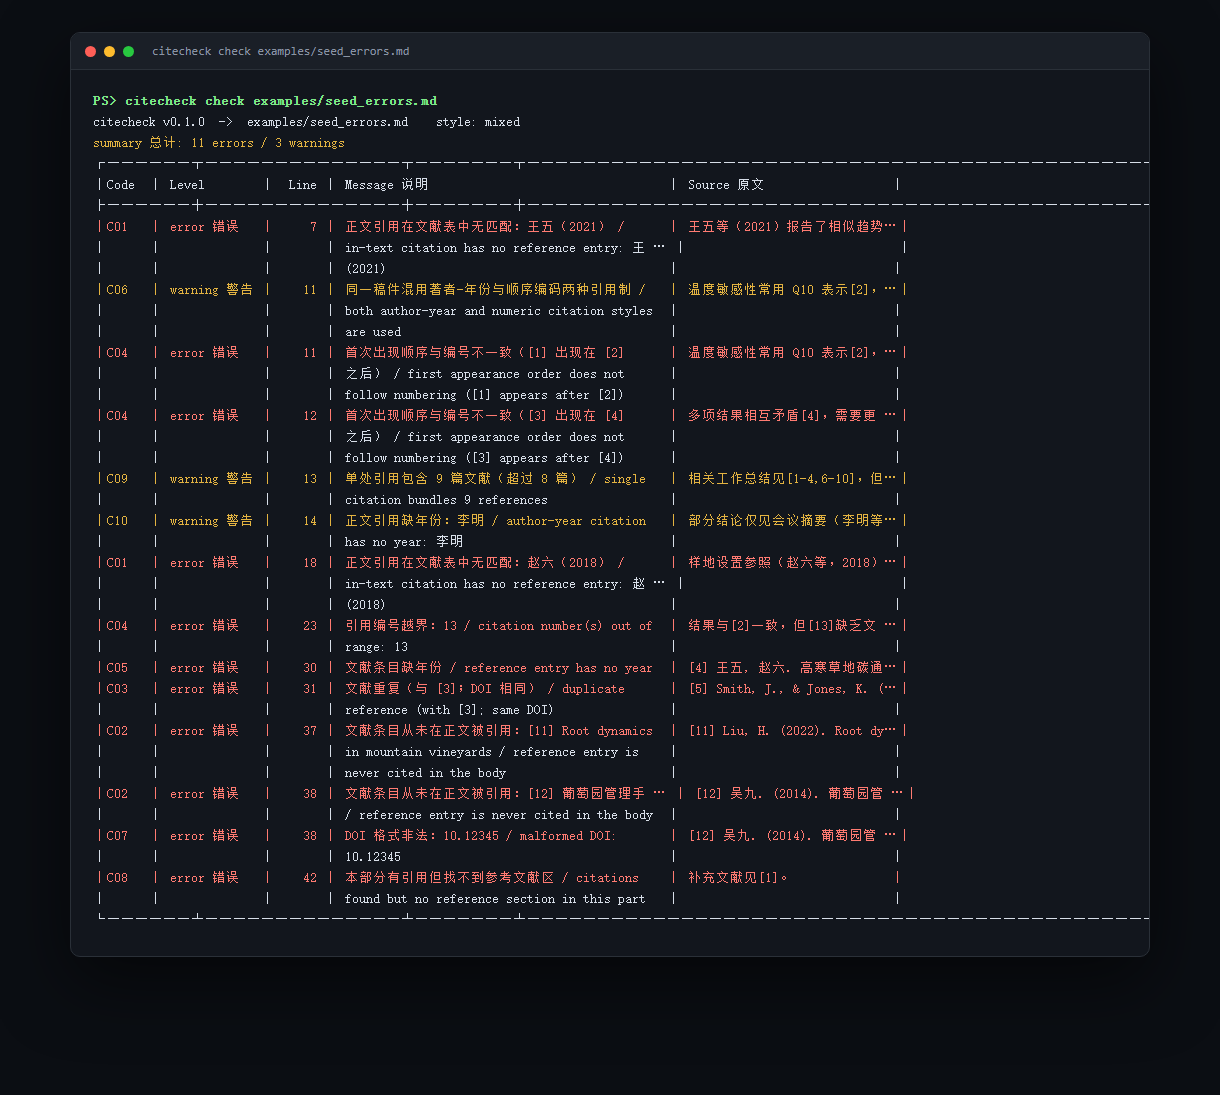 citecheck check examples/seed_errors.md
PS> citecheck check examples/seed_errors.md
citecheck v0.1.0 -> examples/seed_errors.md style: mixed
summary 总计: 11 errors / 3 warnings
Code | Level | Line | Message 说明 | Source 原文 |
C01 | error 错误 | 7 | 正文引用在文献表中无匹配: 王五 (2021) / | 王五等 (2021) 报告了相似趋势… |
in-text citation has no reference entry: 王 … |
(2021)
C06 | warning 警告 | 11 | 同一稿件混用著者-年份与顺序编码两种引用制 / | 温度敏感性常用 Q10 表示[2],… |
both author-year and numeric citation styles
are used
C04 | error 错误 | 11 | 首次出现顺序与编号不一致 ([1] 出现在 [2] | 温度敏感性常用 Q10 表示[2],… |
之后) / first appearance order does not
follow numbering ([1] appears after [2])
C04 | error 错误 | 12 | 首次出现顺序与编号不一致 ([3] 出现在 [4] | 多项结果相互矛盾[4],需要更 … |
之后) / first appearance order does not
follow numbering ([3] appears after [4])
C09 | warning 警告 | 13 | 单处引用包含 9 篇文献 (超过 8 篇) / single | 相关工作总结见[1-4,6-10],但… |
citation bundles 9 references
C10 | warning 警告 | 14 | 正文引用缺年份: 李明 / author-year citation | 部分结论仅见会议摘要 (李明等… |
has no year: 李明
C01 | error 错误 | 18 | 正文引用在文献表中无匹配: 赵六 (2018) / | 样地设置参照 (赵六等, 2018) … |
in-text citation has no reference entry: 赵 … |
(2018)
C04 | error 错误 | 23 | 引用编号越界: 13 / citation number(s) out of | 结果与[2]一致,但[13]缺乏文 … |
range: 13
C05 | error 错误 | 30 | 文献条目缺年份 / reference entry has no year | [4] 王五, 赵六. 高寒草地碳通… |
C03 | error 错误 | 31 | 文献重复 (与 [3]; DOI 相同) / duplicate | [5] Smith, J., & Jones, K. (… |
reference (with [3]; same DOI)
C02 | error 错误 | 37 | 文献条目从未在正文被引用: [11] Root dynamics | [11] Liu, H. (2022). Root dy… |
in mountain vineyards / reference entry is
never cited in the body
C02 | error 错误 | 38 | 文献条目从未在正文被引用: [12] 葡萄园管理手 … | [12] 吴九. (2014). 葡萄园管 … |
/ reference entry is never cited in the body
C07 | error 错误 | 38 | DOI 格式非法: 10.12345 / malformed DOI: | [12] 吴九. (2014). 葡萄园管 … |
10.12345
C08 | error 错误 | 42 | 本部分有引用但找不到参考文献区 / citations | 补充文献见[1]。 |
found but no reference section in this part